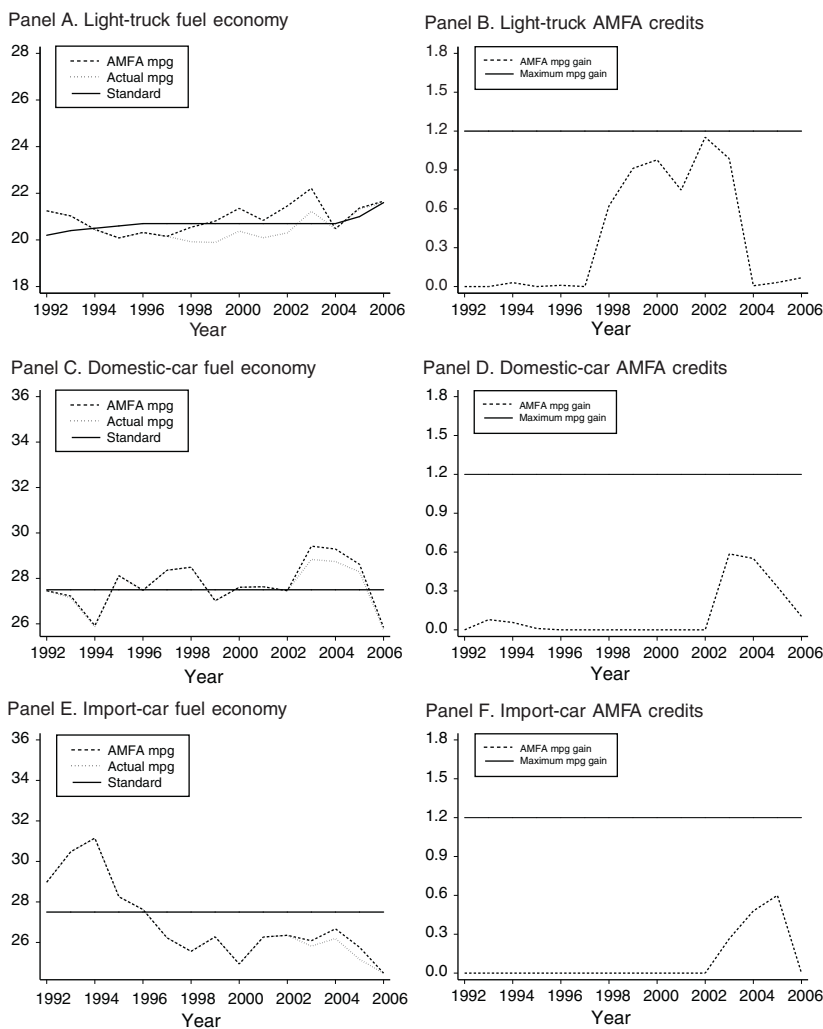 Panel A. Light-truck fuel economy
28
26
24
22
20
18
AMFA mpg
Actual mpg
Standard
1992 1994 1996 1998 2000 2002 2004 2006
Year
Panel B. Light-truck AMFA credits
1.8
1.5
1.2
0.9
0.6
0.3
0.0
AMFA mpg gain
Maximum mpg gain
1992 1994 1996 1998 2000 2002 2004 2006
Year
Panel C. Domestic-car fuel economy
36
34
32
30
28
26
AMFA mpg
Actual mpg
Standard
1992 1994 1996 1998 2000 2002 2004 2006
Year
Panel D. Domestic-car AMFA credits
1.8
1.5
1.2
0.9
0.6
0.3
0.0
AMFA mpg gain
Maximum mpg gain
1992 1994 1996 1998 2000 2002 2004 2006
Year
Panel E. Import-car fuel economy
36
34
32
30
28
26
AMFA mpg
Actual mpg
Standard
1992 1994 1996 1998 2000 2002 2004 2006
Year
Panel F. Import-car AMFA credits
1.8
1.5
1.2
0.9
0.6
0.3
0.0
AMFA mpg gain
Maximum mpg gain
1992 1994 1996 1998 2000 2002 2004 2006
Year